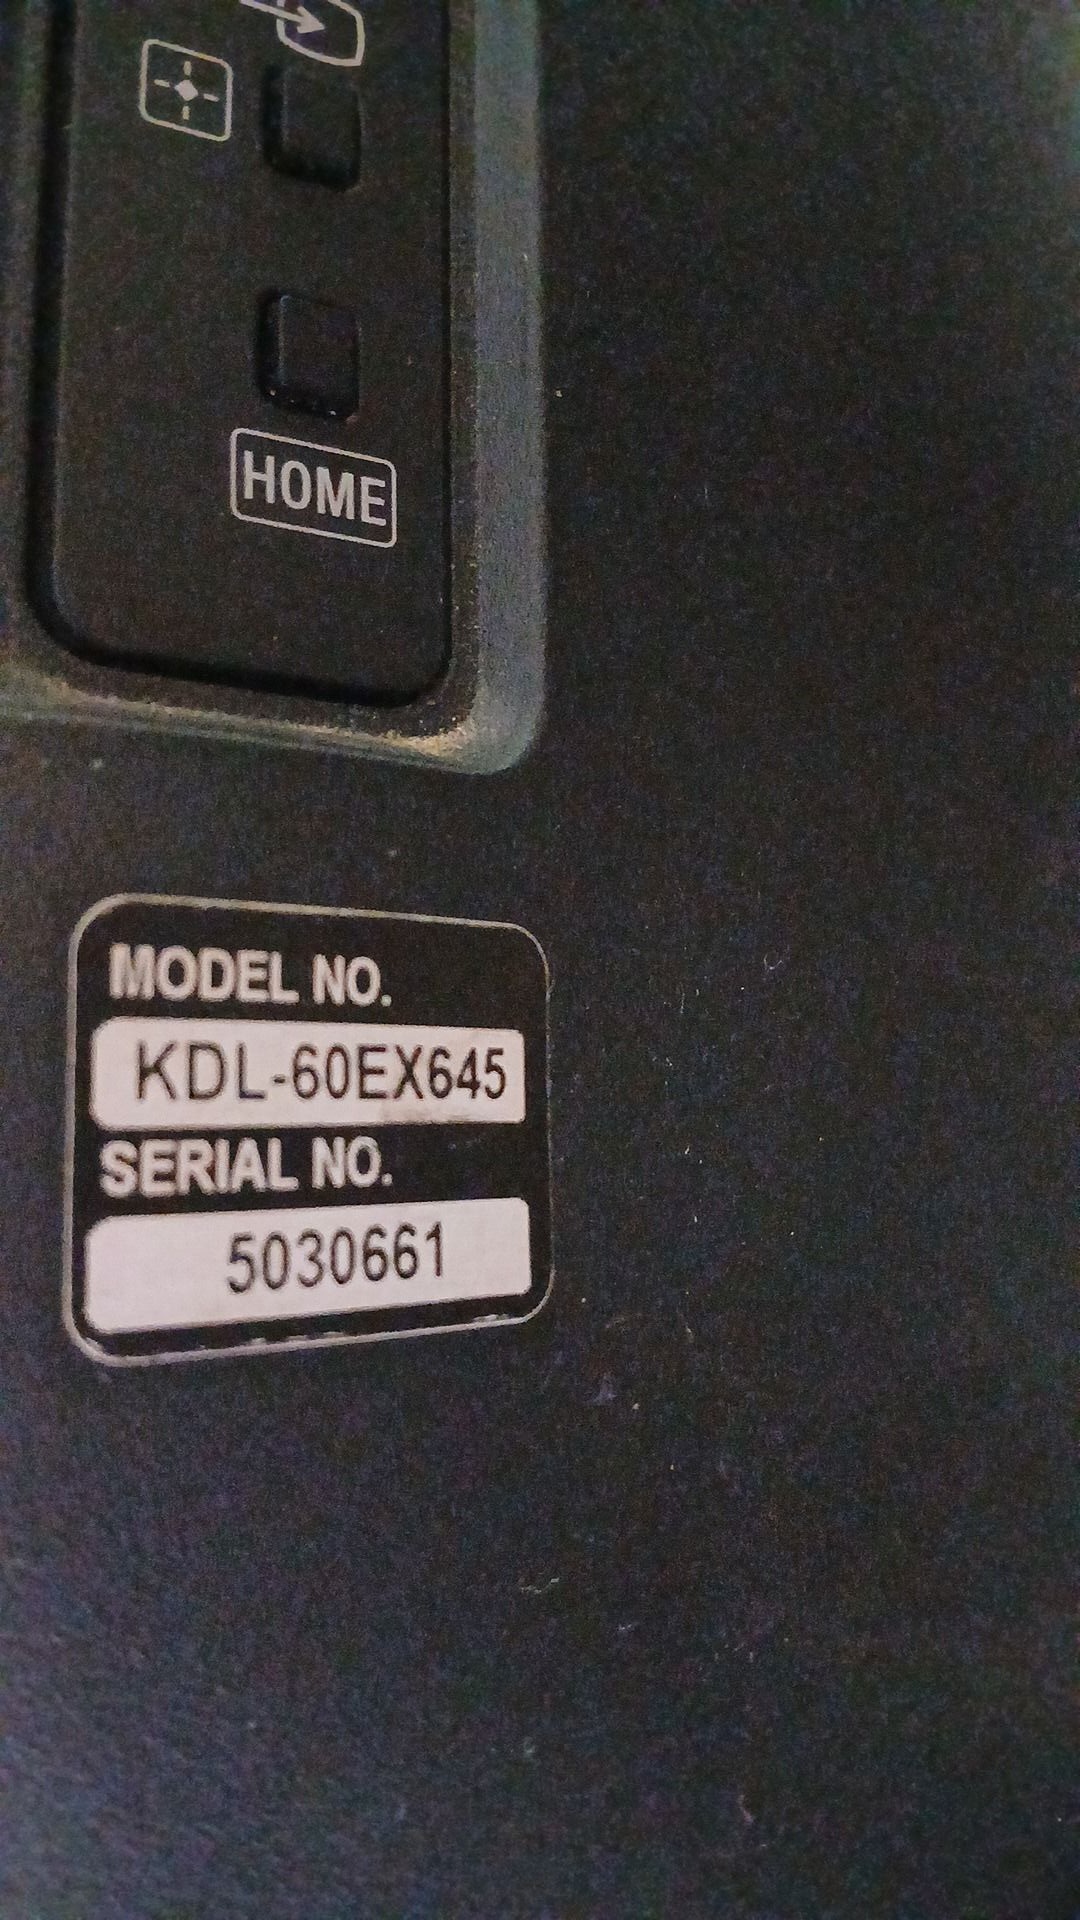 HOME
MODEL NO.
KDL-60EX645
SERIAL NO.
5030661